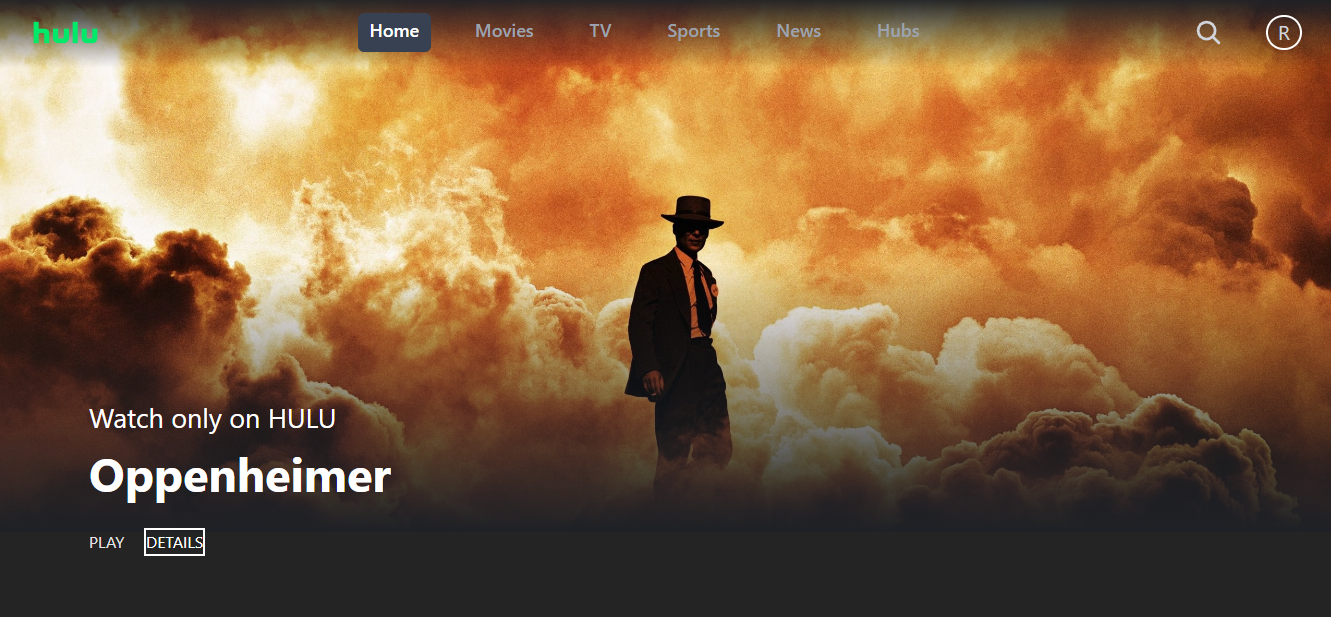 hulu
Home Movies TV Sports News Hubs R
Watch only on HULU
Oppenheimer
PLAY DETAILS